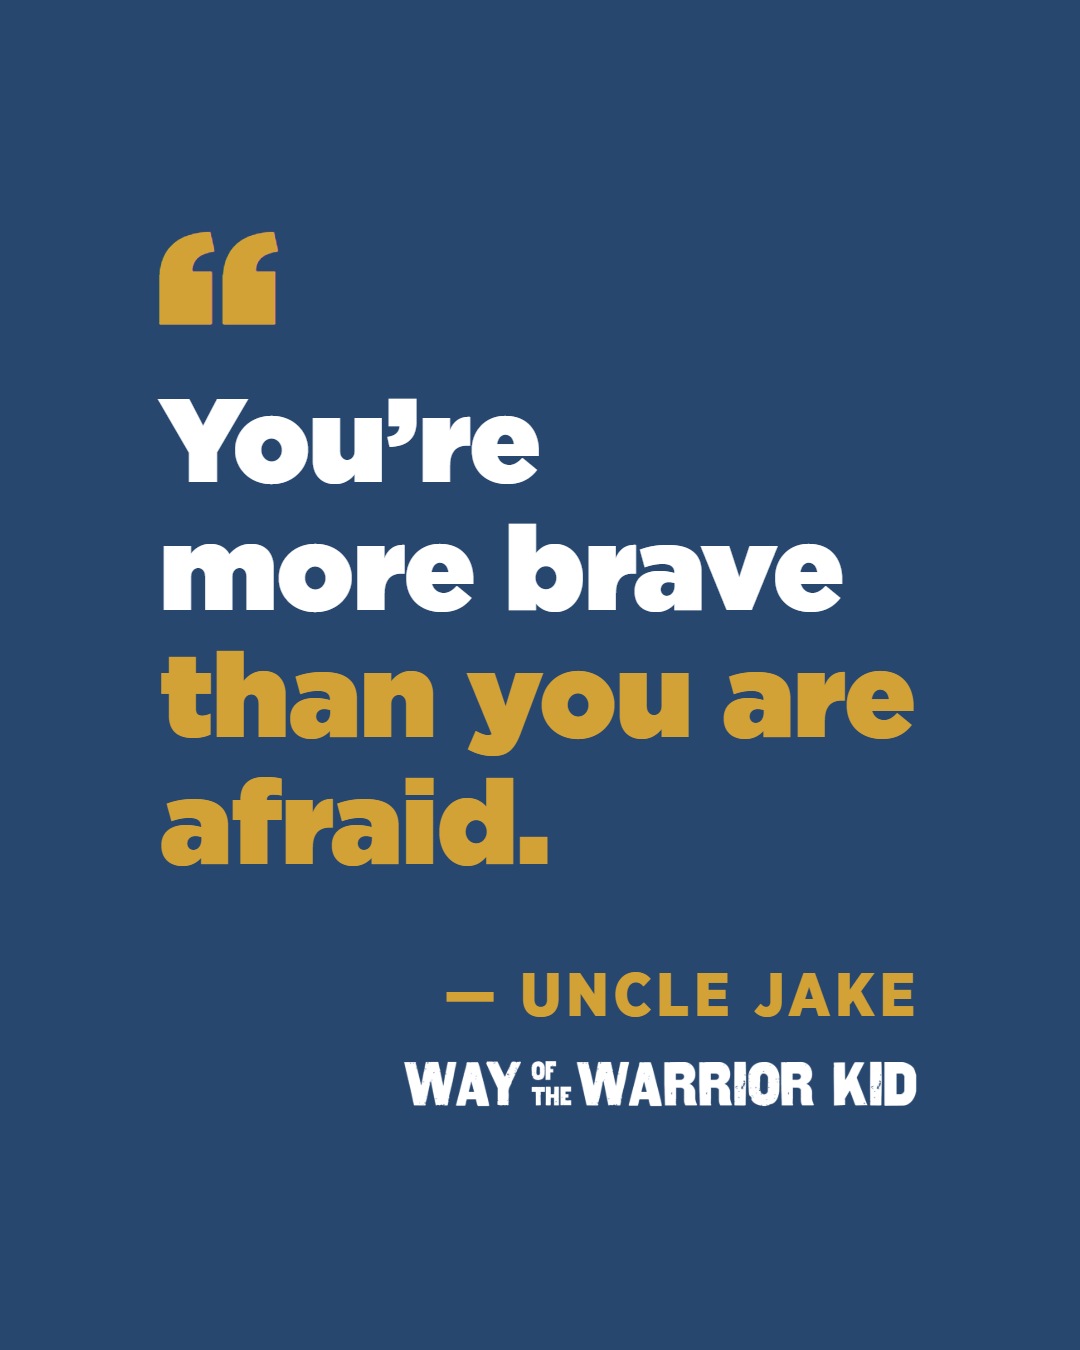 “
You’re
more brave
than you are
afraid.
— UNCLE JAKE
WAY OF THE WARRIOR KID